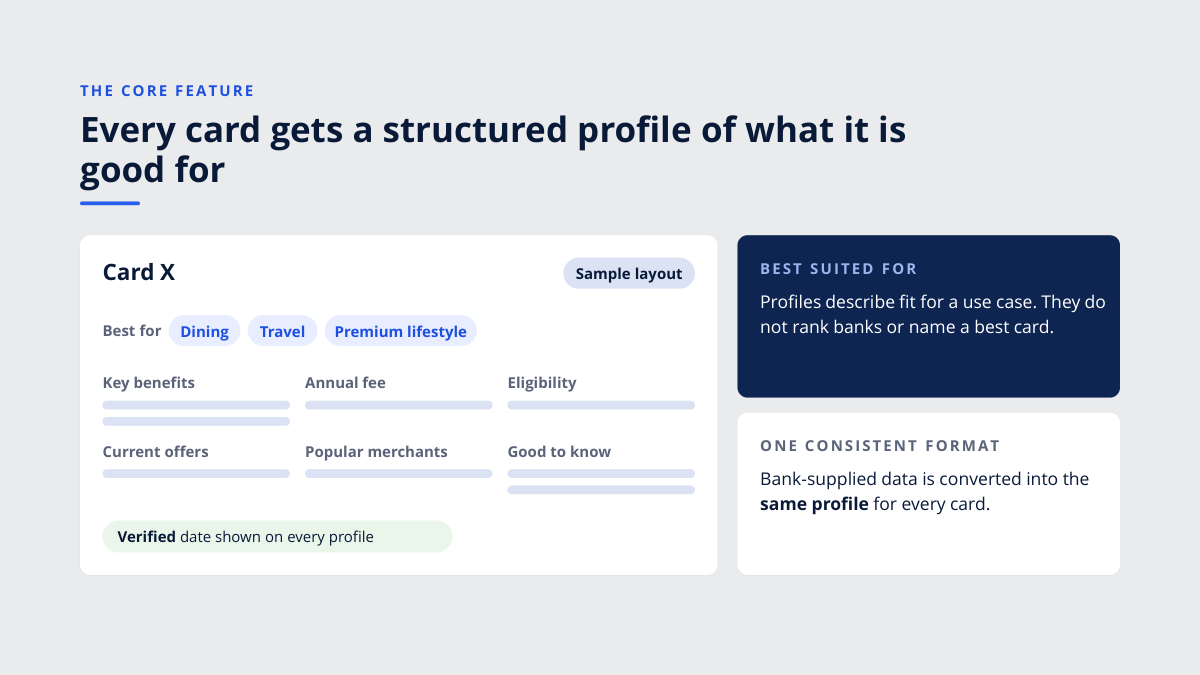 THE CORE FEATURE
Every card gets a structured profile of what it is
good for
Card X
Sample layout
Best for
Dining
Travel
Premium lifestyle
Key benefits
Annual fee
Eligibility
Current offers
Popular merchants
Good to know
Verified date shown on every profile
BEST SUITED FOR
Profiles describe fit for a use case. They do
not rank banks or name a best card.
ONE CONSISTENT FORMAT
Bank-supplied data is converted into the
same profile for every card.